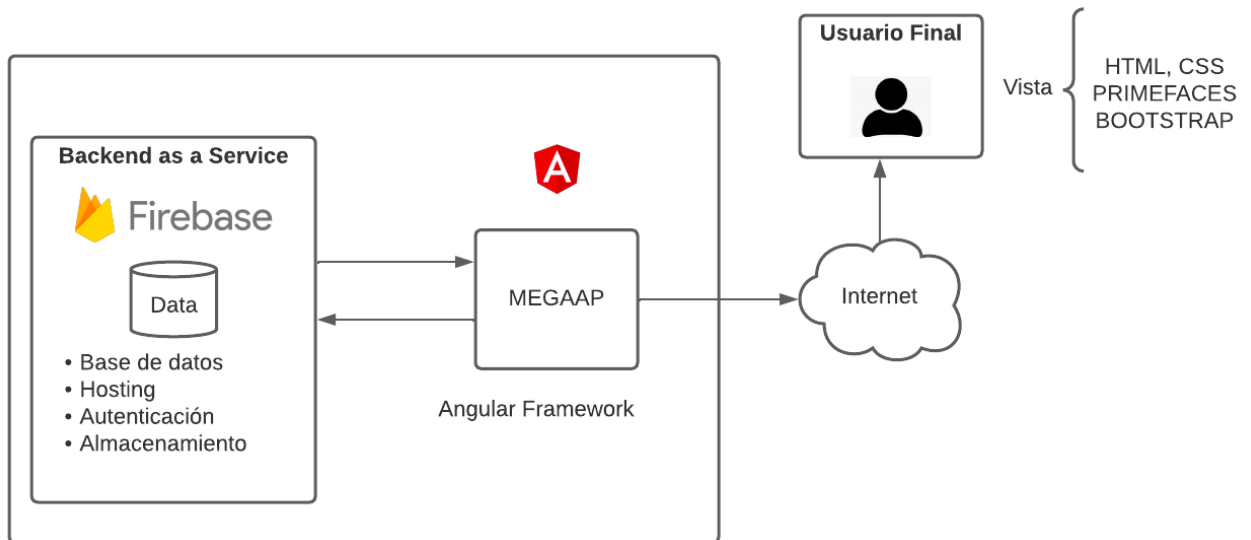 Usuario Final
Vista
HTML, CSS
PRIMEFACES
BOOTSTRAP
Backend as a Service
Firebase
Data
• Base de datos
• Hosting
• Autenticación
• Almacenamiento
A
MEGAAP
Angular Framework
Internet